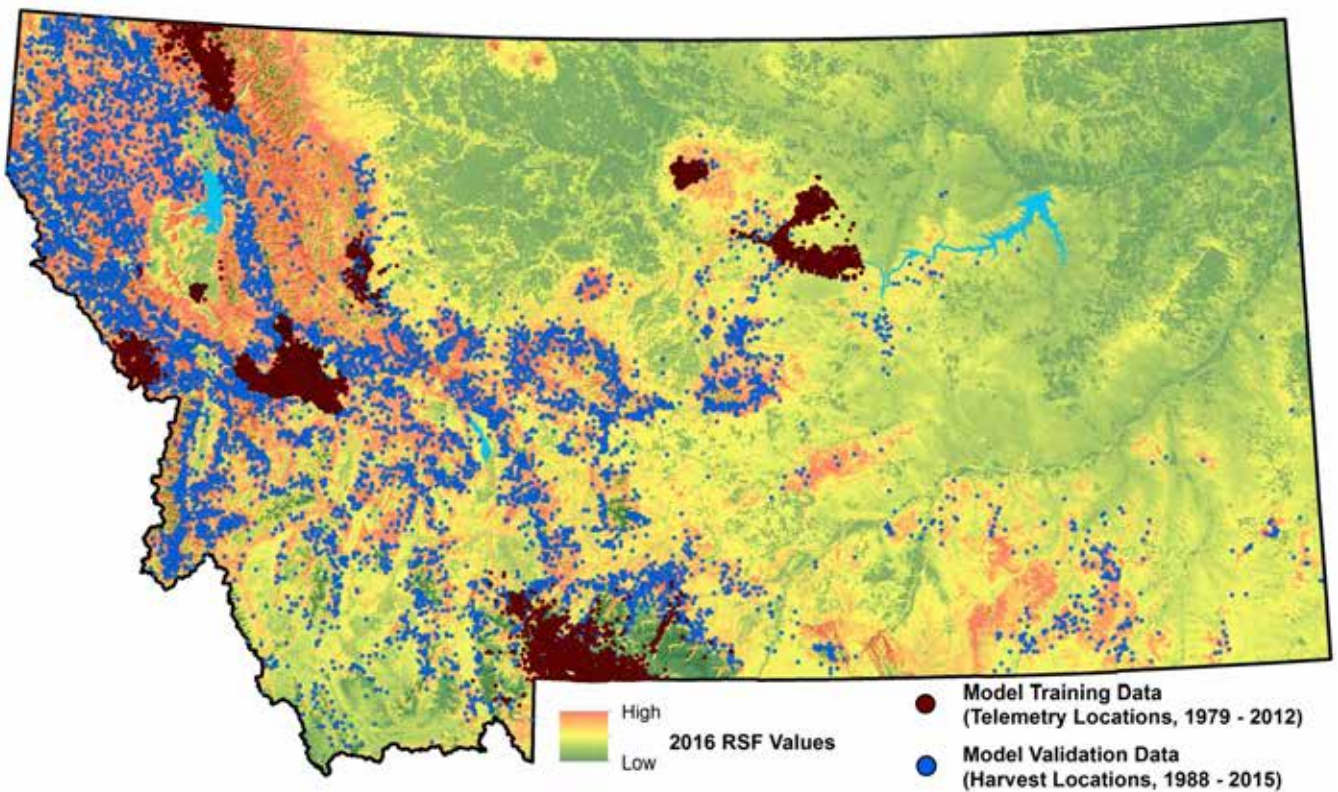 High
2016 RSF Values
Low
Model Training Data
(Telemetry Locations, 1979 - 2012)
Model Validation Data
(Harvest Locations, 1988 - 2015)